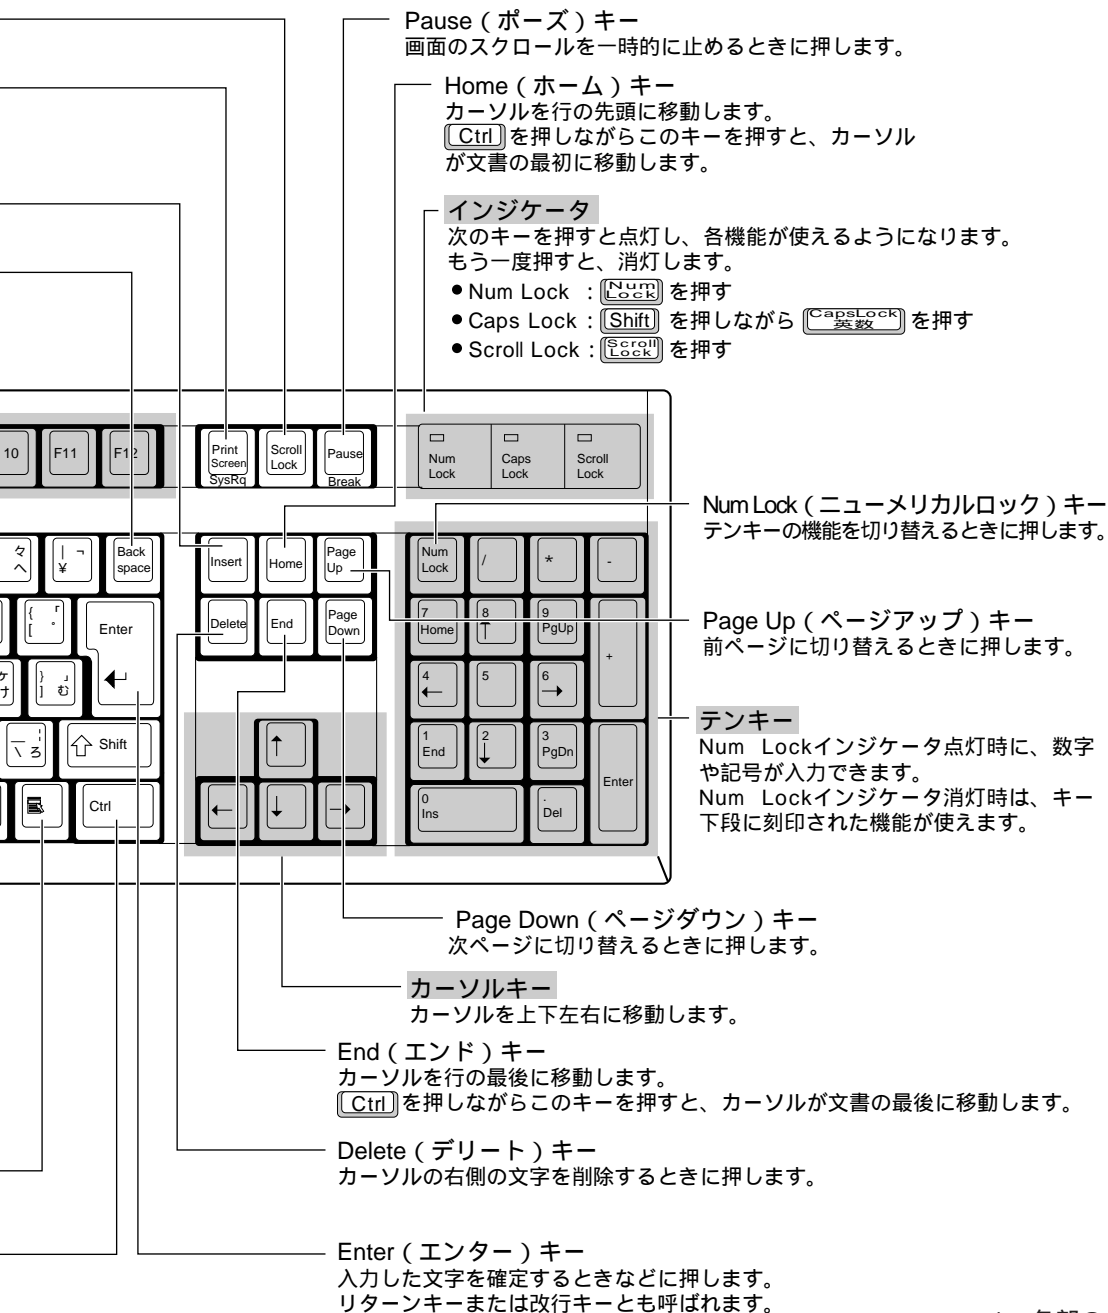 Pause（ポーズ）キー
画面のスクロールを一時的に止めるときに押します。
Home（ホーム）キー
カーソルを行の先頭に移動します。
Ctrl を押しながらこのキーを押すと、カーソル
が文書の最初に移動します。
インジケータ
次のキーを押すと点灯し、各機能が使えるようになります。
もう一度押すと、消灯します。
●Num Lock ：Num Lock を押す
●Caps Lock：Shift を押しながら CapsLock 英数 を押す
●Scroll Lock：Scroll Lock を押す
10 F11 F12
Print Screen SysRq
Scroll Lock
Pause Break
Num Lock
Caps Lock
Scroll Lock
Num Lock（ニューメリカルロック）キー
テンキーの機能を切り替えるときに押します。
々 へ
| ¬ ¥
Back space
Insert
Home
Page Up
Num Lock
/
*
-
{ 「 [ ゜
Enter
Delete
End
Page Down
7 Home
8 ↑
9 PgUp
+
Page Up（ページアップ）キー
前ページに切り替えるときに押します。
ケ け
} 」 ] む
4 ←
5
6 →
テンキー
Num Lockインジケータ点灯時に、数字
や記号が入力できます。
Num Lockインジケータ消灯時は、キー
下段に刻印された機能が使えます。
_ ¦ \ ろ
⇧ Shift
↑
1 End
2 ↓
3 PgDn
Enter
Ctrl
←
↓
→
0 Ins
. Del
Page Down（ページダウン）キー
次ページに切り替えるときに押します。
カーソルキー
カーソルを上下左右に移動します。
End（エンド）キー
カーソルを行の最後に移動します。
Ctrl を押しながらこのキーを押すと、カーソルが文書の最後に移動します。
Delete（デリート）キー
カーソルの右側の文字を削除するときに押します。
Enter（エンター）キー
入力した文字を確定するときなどに押します。
リターンキーまたは改行キーとも呼ばれます。